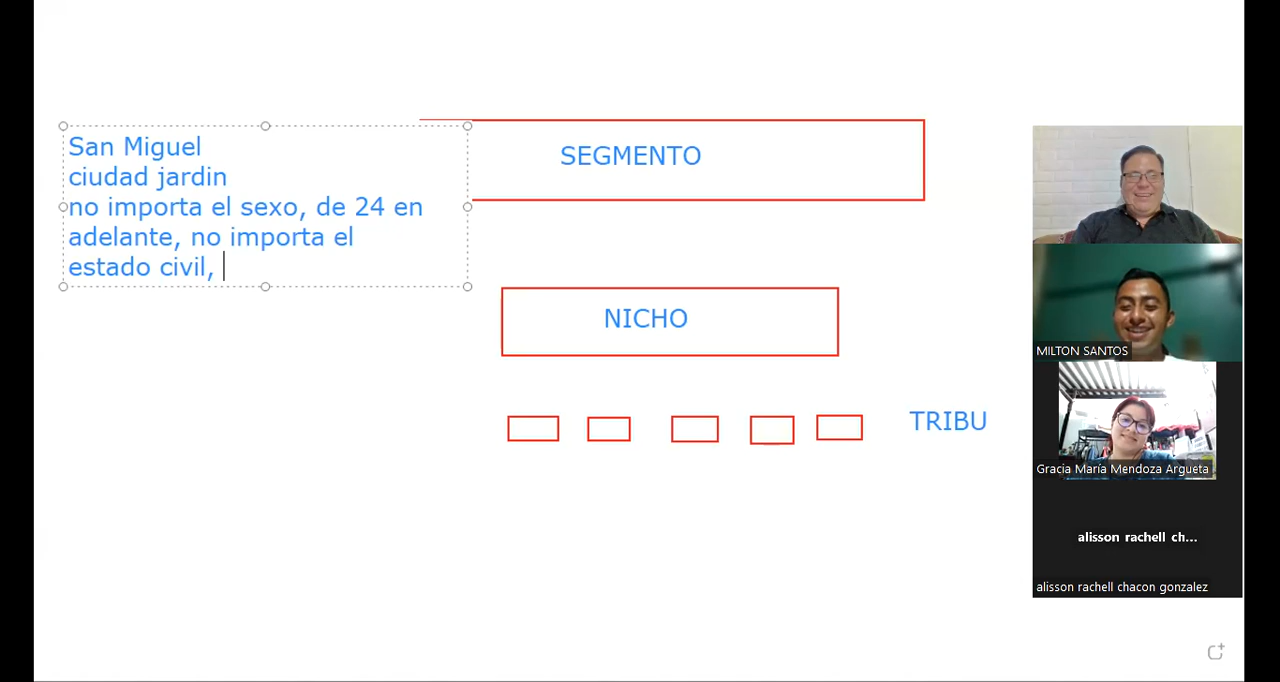 San Miguel
ciudad jardin
no importa el sexo, de 24 en
adelante, no importa el
estado civil,
SEGMENTO
NICHO
TRIBU
MILTON SANTOS
Gracia María Mendoza Argueta
alisson rachell ch...
alisson rachell chacon gonzalez